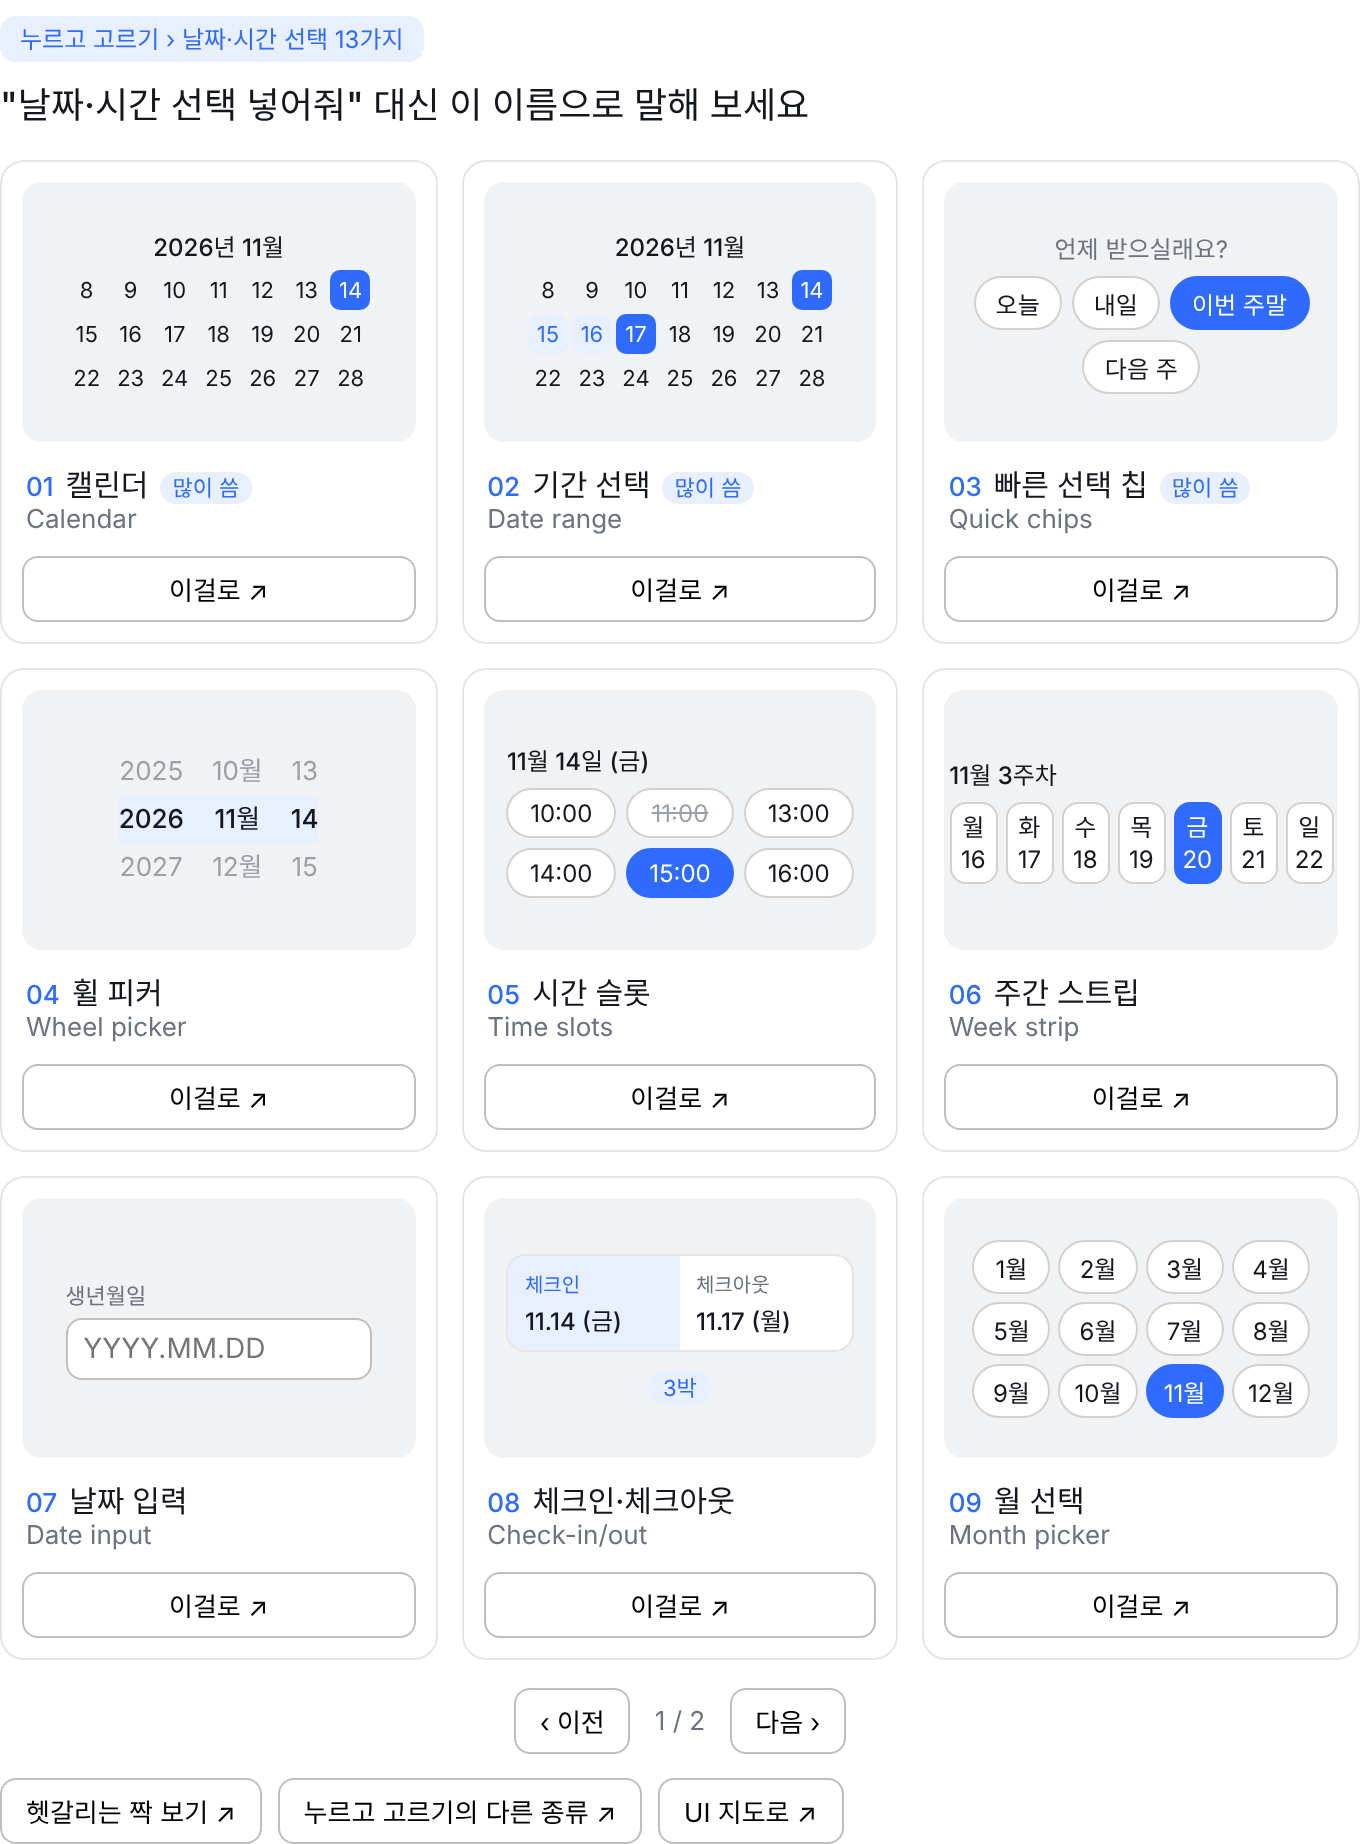 누르고 고르기 › 날짜·시간 선택 13가지
"날짜·시간 선택 넣어줘" 대신 이 이름으로 말해 보세요
2026년 11월
8 9 10 11 12 13 14
15 16 17 18 19 20 21
22 23 24 25 26 27 28
01 캘린더 많이 씀
Calendar
이걸로 ↗
2026년 11월
8 9 10 11 12 13 14
15 16 17 18 19 20 21
22 23 24 25 26 27 28
02 기간 선택 많이 씀
Date range
이걸로 ↗
언제 받으실래요?
오늘 내일 이번 주말
다음 주
03 빠른 선택 칩 많이 씀
Quick chips
이걸로 ↗
2025 10월 13
2026 11월 14
2027 12월 15
04 휠 피커
Wheel picker
이걸로 ↗
11월 14일 (금)
10:00 11:00 13:00
14:00 15:00 16:00
05 시간 슬롯
Time slots
이걸로 ↗
11월 3주차
월 화 수 목 금 토 일
16 17 18 19 20 21 22
06 주간 스트립
Week strip
이걸로 ↗
생년월일
YYYY.MM.DD
07 날짜 입력
Date input
이걸로 ↗
체크인 체크아웃
11.14 (금) 11.17 (월)
3박
08 체크인·체크아웃
Check-in/out
이걸로 ↗
1월 2월 3월 4월
5월 6월 7월 8월
9월 10월 11월 12월
09 월 선택
Month picker
이걸로 ↗
‹ 이전 1 / 2 다음 ›
헷갈리는 짝 보기 ↗ 누르고 고르기의 다른 종류 ↗ UI 지도로 ↗